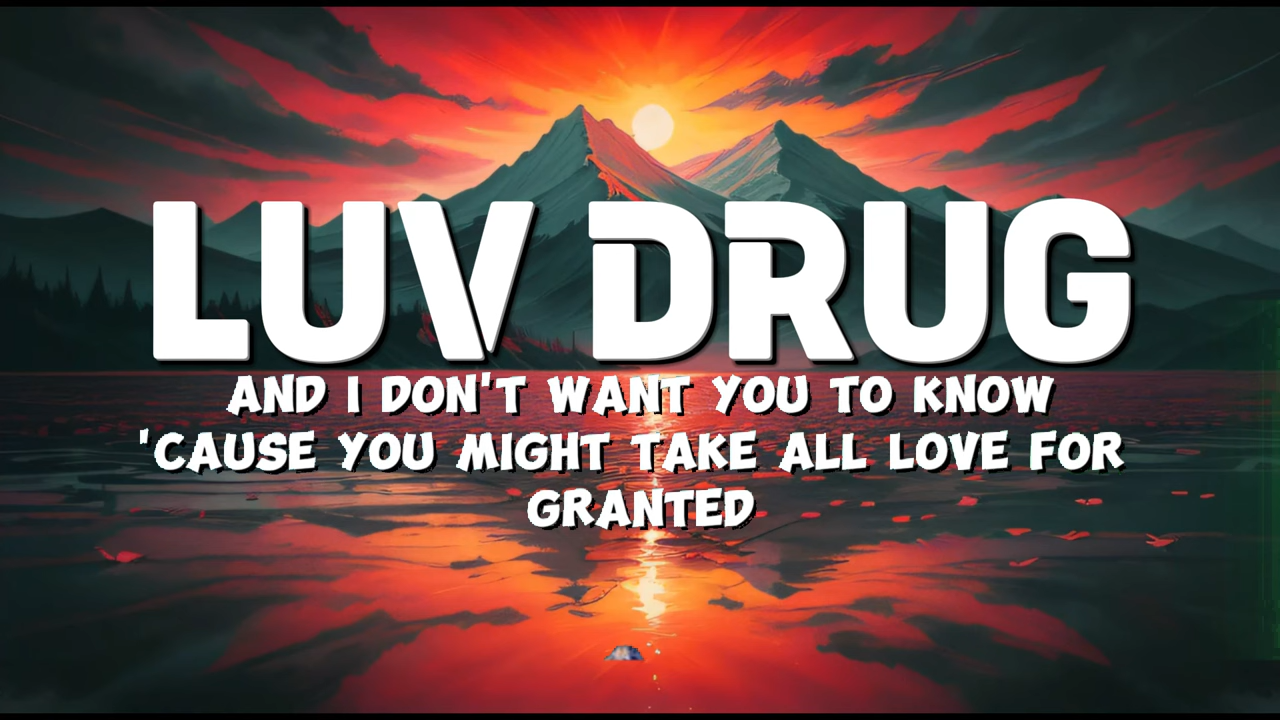 LUV DRUG
AND I DON'T WANT YOU TO KNOW
'CAUSE YOU MIGHT TAKE ALL LOVE FOR
GRANTED